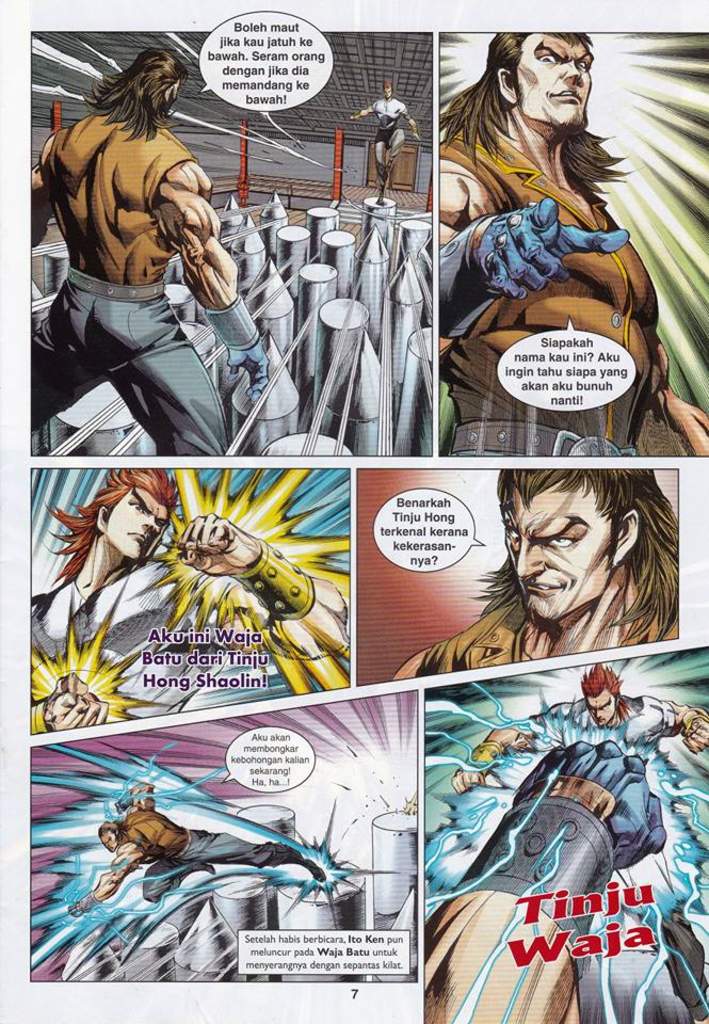 Boleh maut
jika kau jatuh ke
bawah. Seram orang
dengan jika dia
memandang ke
bawah!
Siapakah
nama kau ini? Aku
ingin tahu siapa yang
akan aku bunuh
nanti!
Aku ini Waja
Batu dari Tinju
Hong Shaolin!
Benarkah
Tinju Hong
terkenal kerana
kekerasan-
nya?
Aku akan
membongkar
kebohongan kalian
sekarang!
Ha, ha...!
Setelah habis berbicara, Ito Ken pun
meluncur pada Waja Batu untuk
menyerangnya dengan sepantas kilat.
Tinju
Waja
7